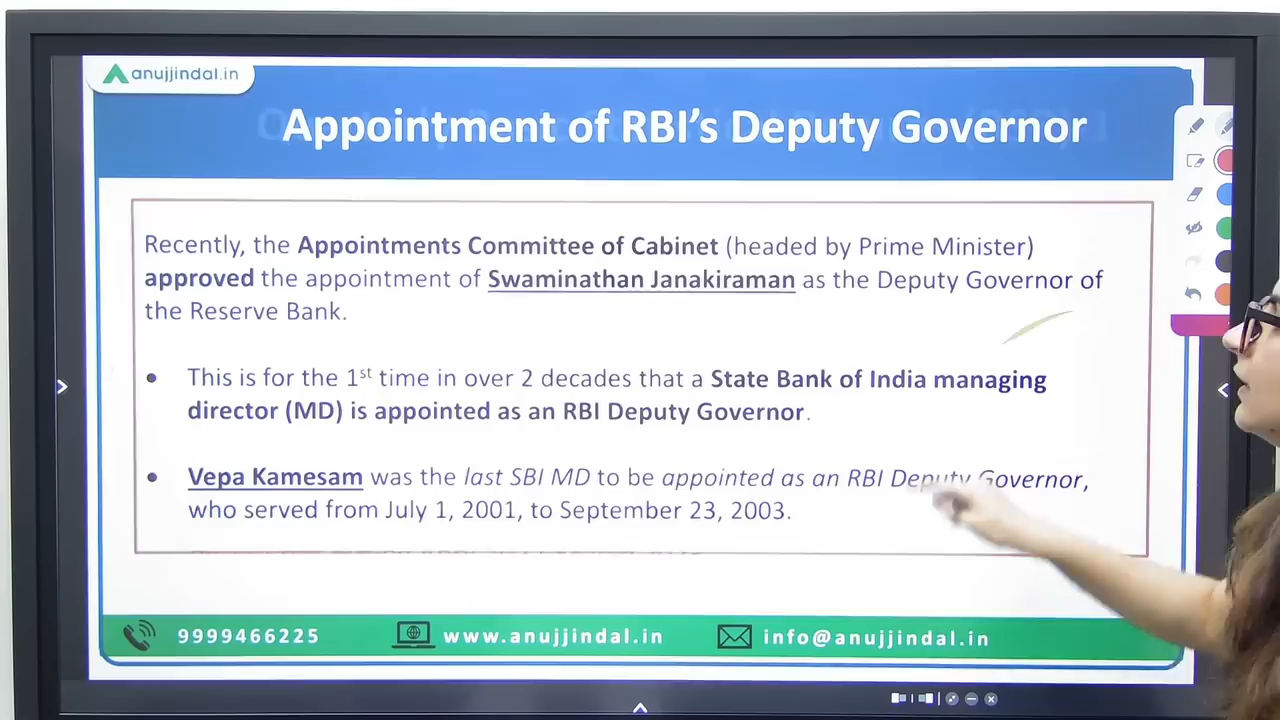 anujjindal.in
Appointment of RBI's Deputy Governor
Recently, the Appointments Committee of Cabinet (headed by Prime Minister)
approved the appointment of Swaminathan Janakiraman as the Deputy Governor of
the Reserve Bank.
• This is for the 1st time in over 2 decades that a State Bank of India managing
director (MD) is appointed as an RBI Deputy Governor.
• Vepa Kamesam was the last SBI MD to be appointed as an RBI Deputy Governor,
who served from July 1, 2001, to September 23, 2003.
9999466225 www.anujjindal.in info@anujjindal.in